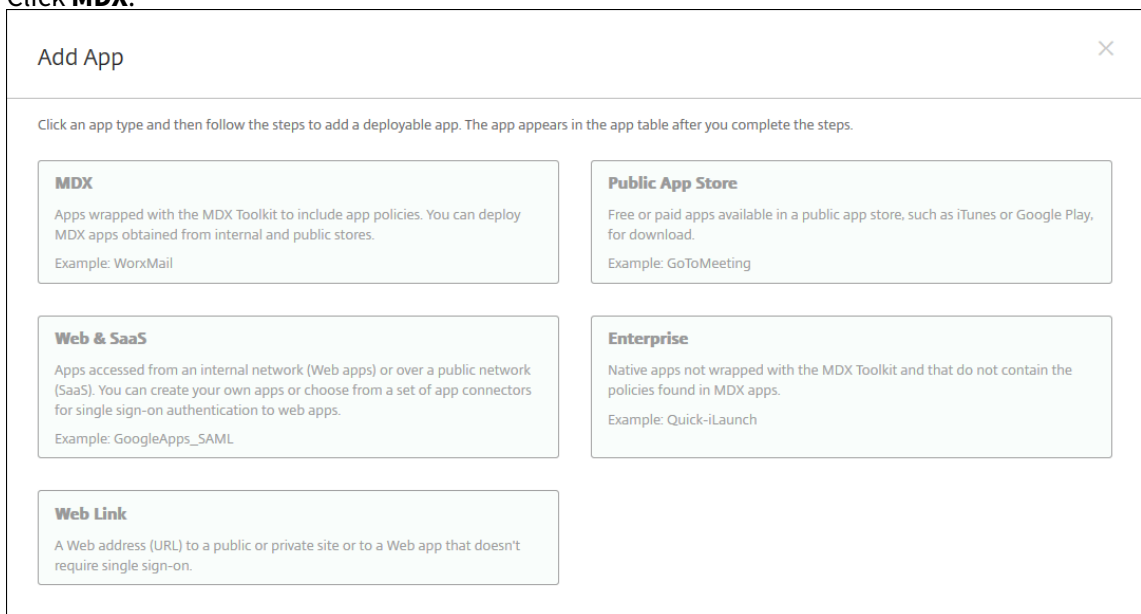 Click MDX.
Add App
Click an app type and then follow the steps to add a deployable app. The app appears in the app table after you complete the steps.
MDX
Apps wrapped with the MDX Toolkit to include app policies. You can deploy
MDX apps obtained from internal and public stores.
Example: WorxMail
Public App Store
Free or paid apps available in a public app store, such as iTunes or Google Play,
for download.
Example: GoToMeeting
Web & SaaS
Apps accessed from an internal network (Web apps) or over a public network
(SaaS). You can create your own apps or choose from a set of app connectors
for single sign-on authentication to web apps.
Example: GoogleApps_SAML
Enterprise
Native apps not wrapped with the MDX Toolkit and that do not contain the
policies found in MDX apps.
Example: Quick-iLaunch
Web Link
A Web address (URL) to a public or private site or to a Web app that doesn't
require single sign-on.